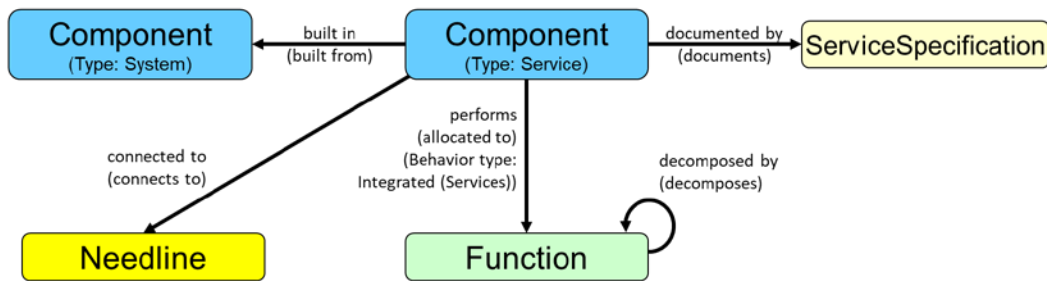 Component
(Type: System)
built in
(built from)
Component
(Type: Service)
documented by
(documents)
ServiceSpecification
performs
(allocated to)
(Behavior type:
Integrated (Services))
connected to
(connects to)
decomposed by
(decomposes)
Needline
Function